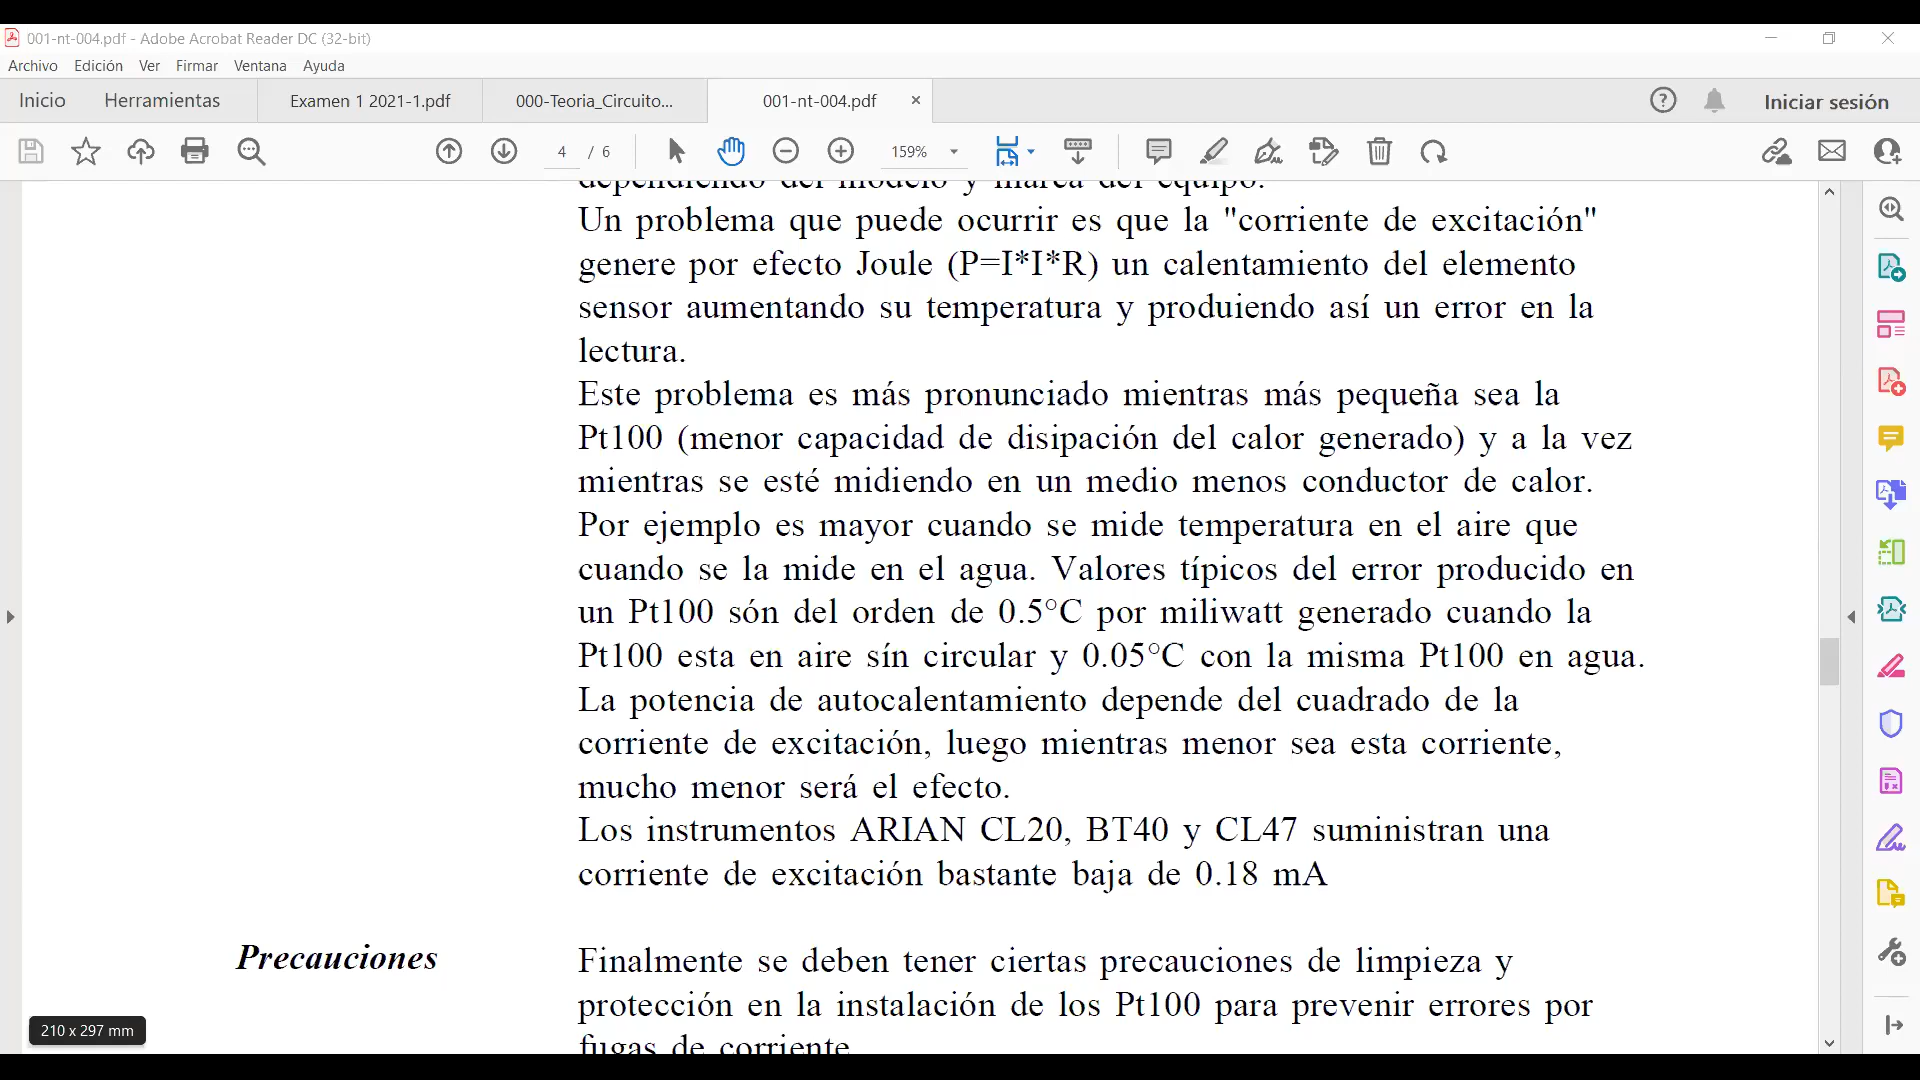 001-nt-004.pdf - Adobe Acrobat Reader DC (32-bit)
Archivo Edición Ver Firmar Ventana Ayuda
Inicio Herramientas Examen 1 2021-1.pdf 000-Teoria_Circuito... 001-nt-004.pdf × Iniciar sesión
4 / 6 159%
dependiendo del modelo y marca del equipo.
Un problema que puede ocurrir es que la "corriente de excitación"
genere por efecto Joule (P=I*I*R) un calentamiento del elemento
sensor aumentando su temperatura y produiendo así un error en la
lectura.
Este problema es más pronunciado mientras más pequeña sea la
Pt100 (menor capacidad de disipación del calor generado) y a la vez
mientras se esté midiendo en un medio menos conductor de calor.
Por ejemplo es mayor cuando se mide temperatura en el aire que
cuando se la mide en el agua. Valores típicos del error producido en
un Pt100 són del orden de 0.5°C por miliwatt generado cuando la
Pt100 esta en aire sín circular y 0.05°C con la misma Pt100 en agua.
La potencia de autocalentamiento depende del cuadrado de la
corriente de excitación, luego mientras menor sea esta corriente,
mucho menor será el efecto.
Los instrumentos ARIAN CL20, BT40 y CL47 suministran una
corriente de excitación bastante baja de 0.18 mA
Precauciones
Finalmente se deben tener ciertas precauciones de limpieza y
protección en la instalación de los Pt100 para prevenir errores por
fugas de corriente
210 x 297 mm